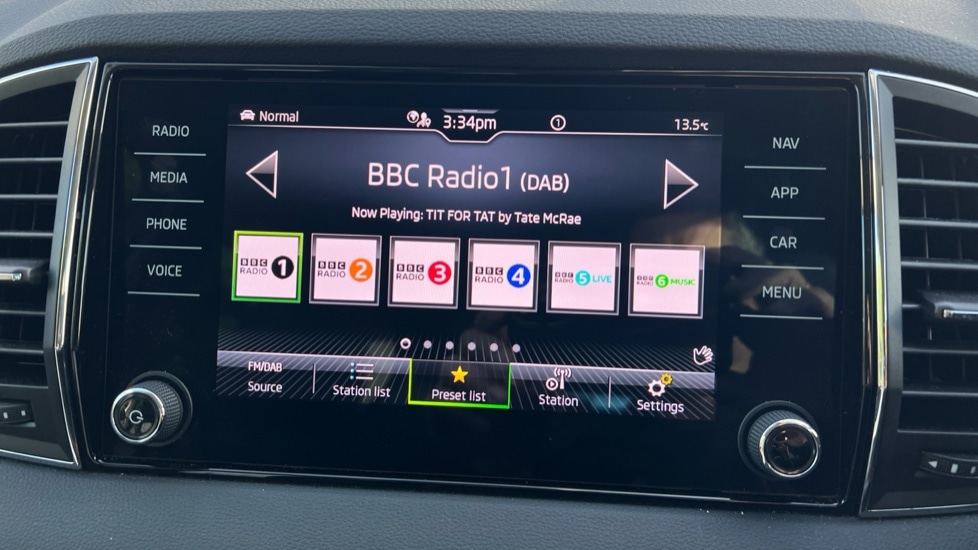 RADIO
MEDIA
PHONE
VOICE
Normal
3:34pm
1
13.5°C
BBC Radio1 (DAB)
Now Playing: TIT FOR TAT by Tate McRae
BBC RADIO 1
BBC RADIO 2
BBC RADIO 3
BBC RADIO 4
BBC RADIO 5 LIVE
BBC RADIO 6 MUSIC
FM/DAB
Source
Station list
Preset list
Station
Settings
NAV
APP
CAR
MENU